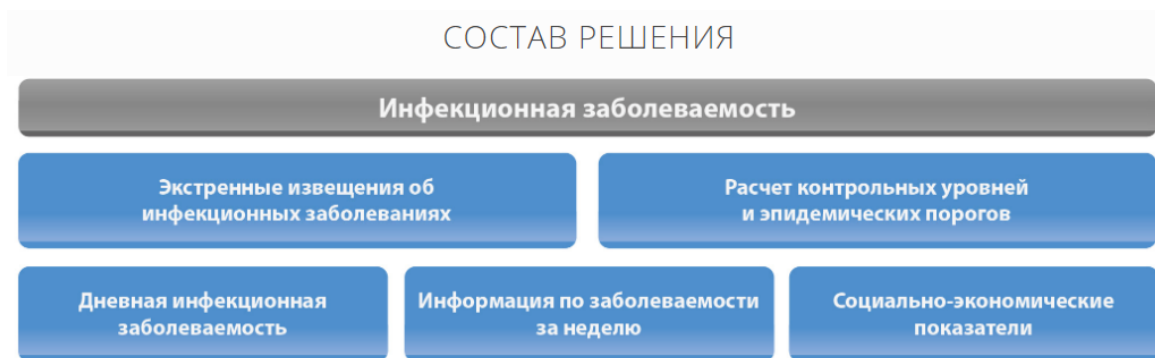 СОСТАВ РЕШЕНИЯ
Инфекционная заболеваемость
Экстренные извещения об
инфекционных заболеваниях
Расчет контрольных уровней
и эпидемических порогов
Дневная инфекционная
заболеваемость
Информация по заболеваемости
за неделю
Социально-экономические
показатели